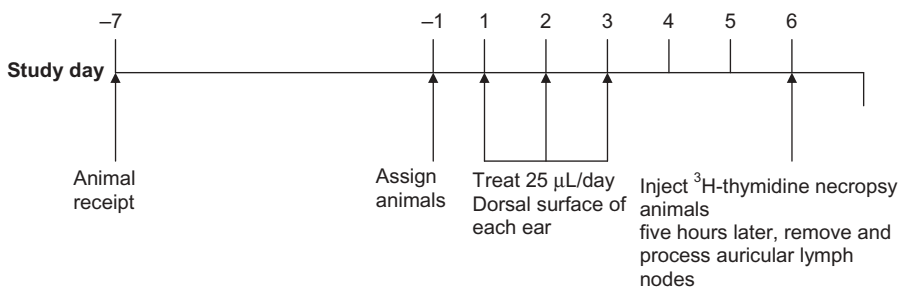 –7 –1 1 2 3 4 5 6
Study day
Animal
receipt
Assign
animals
Treat 25 μL/day
Dorsal surface of
each ear
Inject ³H-thymidine necropsy
animals
five hours later, remove and
process auricular lymph
nodes